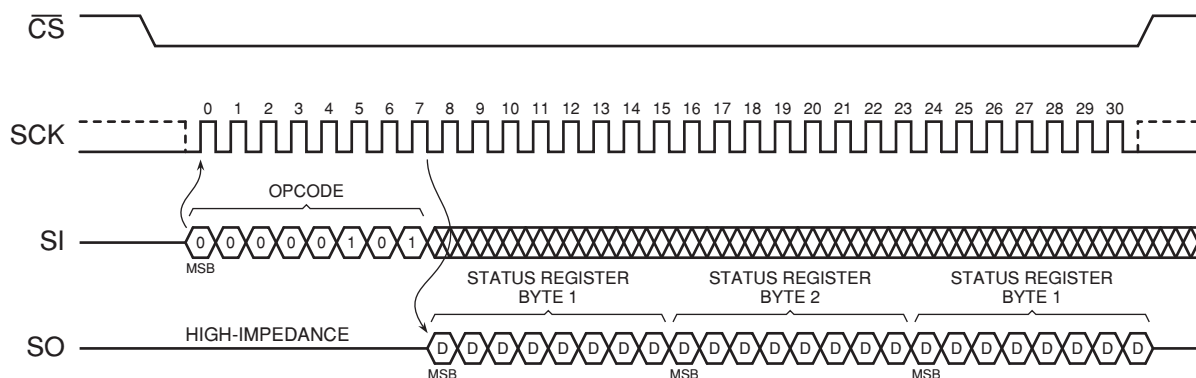 CS
0 1 2 3 4 5 6 7 8 9 10 11 12 13 14 15 16 17 18 19 20 21 22 23 24 25 26 27 28 29 30
SCK
OPCODE
SI 0 0 0 0 0 1 0 1
MSB
STATUS REGISTER BYTE 1
STATUS REGISTER BYTE 2
STATUS REGISTER BYTE 1
HIGH-IMPEDANCE
SO D D D D D D D D D D D D D D D D D D D D D D D D
MSB MSB MSB